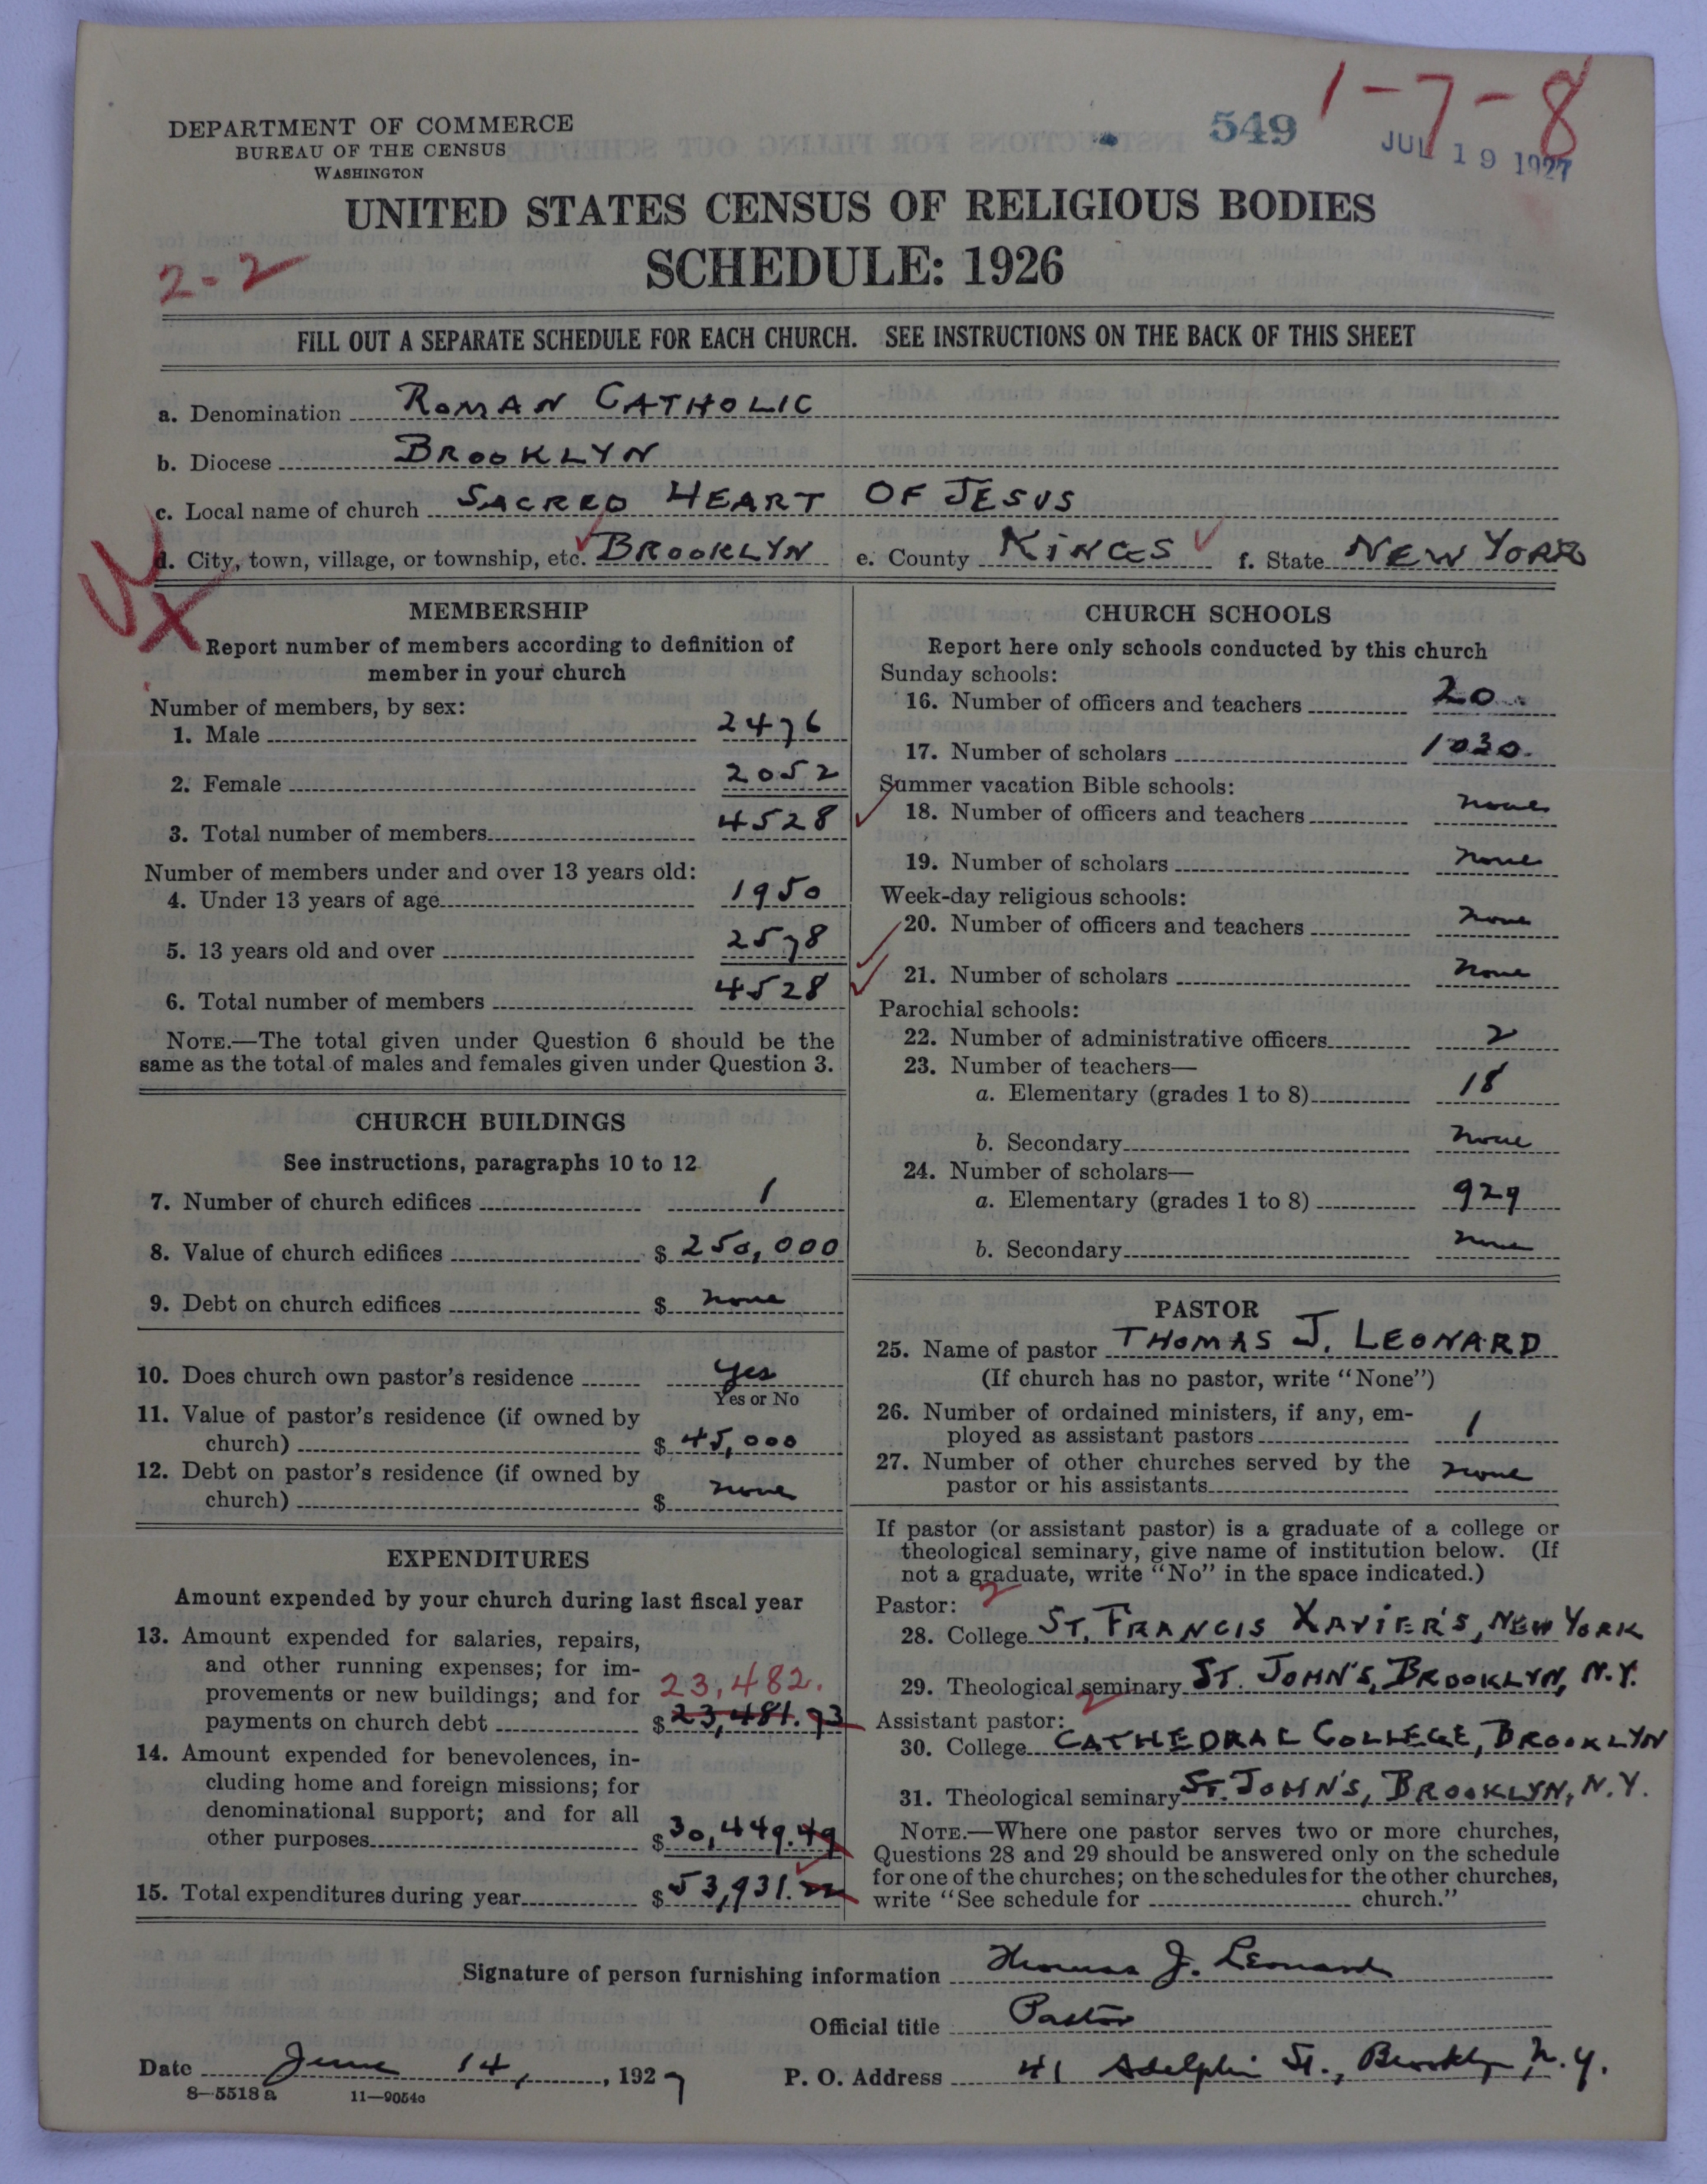 1-7-8
549
JUL 19 1927
DEPARTMENT OF COMMERCE
BUREAU OF THE CENSUS
WASHINGTON
UNITED STATES CENSUS OF RELIGIOUS BODIES
SCHEDULE: 1926
2-2
FILL OUT A SEPARATE SCHEDULE FOR EACH CHURCH. SEE INSTRUCTIONS ON THE BACK OF THIS SHEET
a. Denomination ROMAN CATHOLIC
b. Diocese BROOKLYN
c. Local name of church SACRED HEART OF JESUS
d. City, town, village, or township, etc. BROOKLYN e. County KINGS f. State NEW YORK
MEMBERSHIP
Report number of members according to definition of
member in your church
Number of members, by sex:
1. Male 2476
2. Female 2052
3. Total number of members 4528
Number of members under and over 13 years old:
4. Under 13 years of age 1950
5. 13 years old and over 2578
6. Total number of members 4528
NOTE.—The total given under Question 6 should be the
same as the total of males and females given under Question 3.
CHURCH BUILDINGS
See instructions, paragraphs 10 to 12
7. Number of church edifices 1
8. Value of church edifices $ 250,000
9. Debt on church edifices $ none
10. Does church own pastor's residence yes
Yes or No
11. Value of pastor's residence (if owned by
church) $ 45,000
12. Debt on pastor's residence (if owned by
church) $ none
EXPENDITURES
Amount expended by your church during last fiscal year
13. Amount expended for salaries, repairs,
and other running expenses; for im-
provements or new buildings; and for 23,482.
payments on church debt $ 23,481.73
14. Amount expended for benevolences, in-
cluding home and foreign missions; for
denominational support; and for all
other purposes $ 30,449.49
15. Total expenditures during year $ 53,931.22
CHURCH SCHOOLS
Report here only schools conducted by this church
Sunday schools:
16. Number of officers and teachers 20
17. Number of scholars 1030.
Summer vacation Bible schools:
18. Number of officers and teachers none
19. Number of scholars none
Week-day religious schools:
20. Number of officers and teachers none
21. Number of scholars none
Parochial schools:
22. Number of administrative officers 2
23. Number of teachers—
a. Elementary (grades 1 to 8) 18
b. Secondary none
24. Number of scholars—
a. Elementary (grades 1 to 8) 929
b. Secondary none
PASTOR
25. Name of pastor THOMAS J. LEONARD
(If church has no pastor, write "None")
26. Number of ordained ministers, if any, em-
ployed as assistant pastors 1
27. Number of other churches served by the
pastor or his assistants none
If pastor (or assistant pastor) is a graduate of a college or
theological seminary, give name of institution below. (If
not a graduate, write "No" in the space indicated.)
Pastor: 2
28. College ST. FRANCIS XAVIER'S, NEW YORK
29. Theological seminary ST. JOHN'S, BROOKLYN, N.Y.
Assistant pastor: 2
30. College CATHEDRAL COLLEGE, BROOKLYN
31. Theological seminary ST. JOHN'S, BROOKLYN, N.Y.
NOTE.—Where one pastor serves two or more churches,
Questions 28 and 29 should be answered only on the schedule
for one of the churches; on the schedules for the other churches,
write "See schedule for church."
Signature of person furnishing information Thomas J. Leonard
Official title Pastor
Date June 14, 1927 P. O. Address 41 Adelphi St., Brooklyn, N.Y.
8—5518a 11—9054c